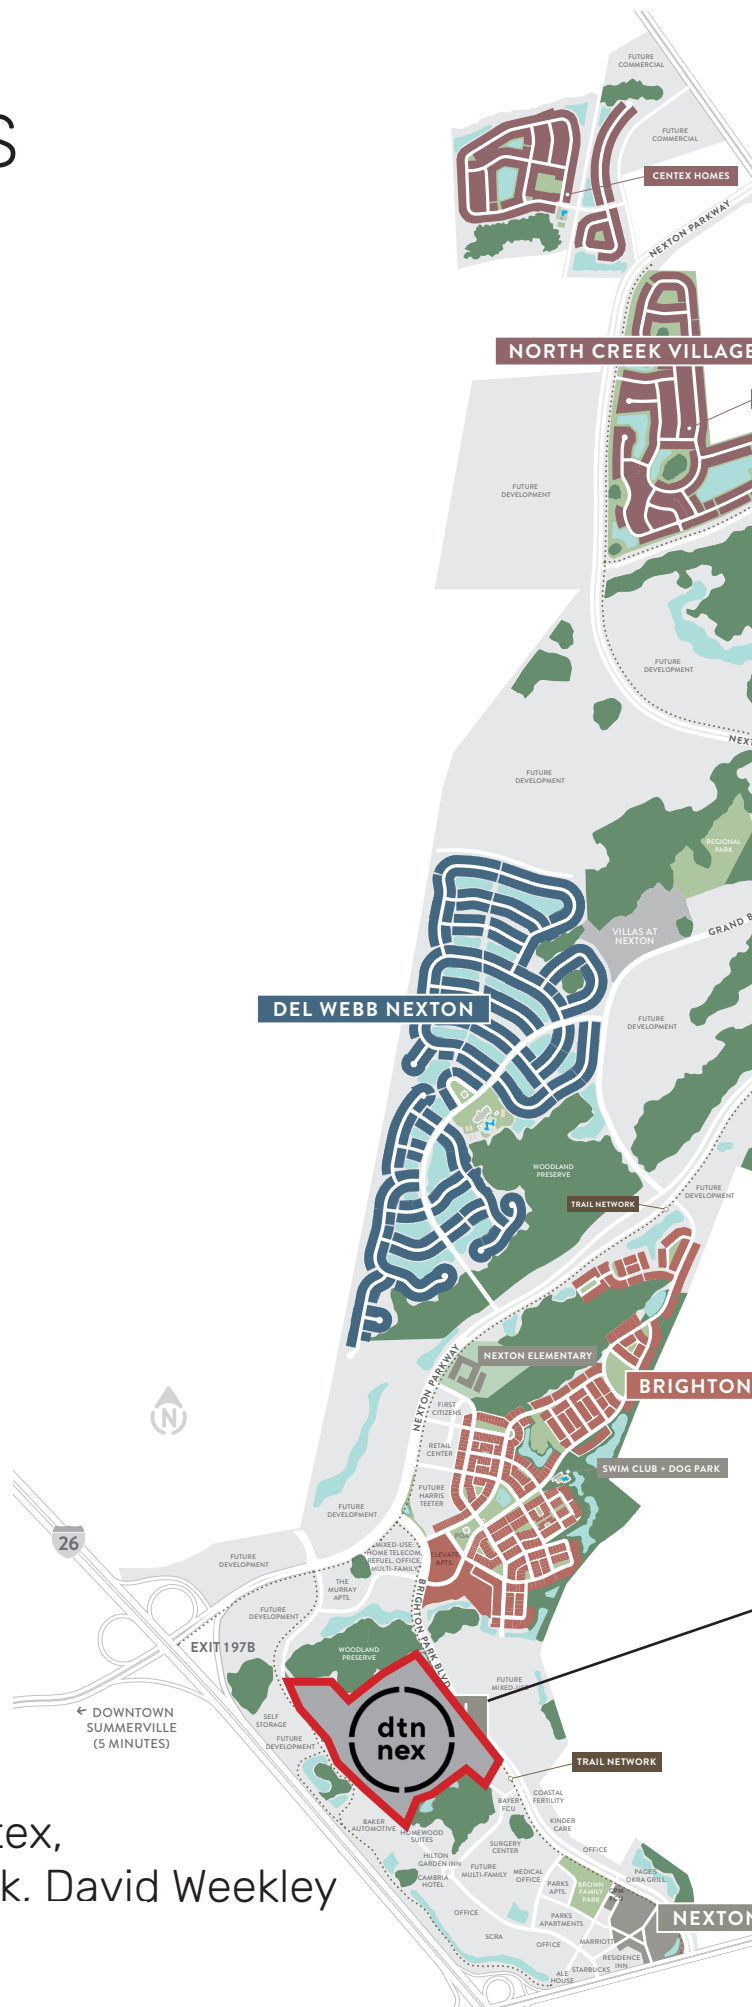 S
FUTURE
COMMERCIAL
FUTURE
COMMERCIAL
CENTEX HOMES
NEXTON PARKWAY
NORTH CREEK VILLAGE
FUTURE
DEVELOPMENT
FUTURE
DEVELOPMENT
NEXT
FUTURE
DEVELOPMENT
REGIONAL
PARK
VILLAS AT
NEXTON
GRAND B
DEL WEBB NEXTON
FUTURE
DEVELOPMENT
WOODLAND
PRESERVE
FUTURE
DEVELOPMENT
TRAIL NETWORK
NEXTON ELEMENTARY
NEXTON PARKWAY
BRIGHTON
N
FIRST
CITIZENS
RETAIL
CENTER
SWIM CLUB + DOG PARK
FUTURE
HARRIS
TEETER
FUTURE
DEVELOPMENT
26
FOA
MIXED-USE:
HOME TELECOM,
REFUEL, OFFICE,
MULTI-FAMILY
ELEVATE
APTS.
FUTURE
DEVELOPMENT
THE
MURRAY
APTS.
BRIGHTON PARK BLVD
FUTURE
DEVELOPMENT
EXIT 197B
WOODLAND
PRESERVE
FUTURE
MIXED-USE
← DOWNTOWN
SUMMERVILLE
(5 MINUTES)
SELF
STORAGE
FUTURE
DEVELOPMENT
dtn
nex
TRAIL NETWORK
BAYER
FCU
COASTAL
FERTILITY
BAKER
AUTOMOTIVE
HOMEWOOD
SUITES
KINDER
CARE
SURGERY
CENTER
OFFICE
HILTON
GARDEN INN
CAMBRIA
HOTEL
FUTURE
MULTI-FAMILY
MEDICAL
OFFICE
PARKS
APTS.
BROWN
FAMILY
PARK
CPM
FCU
PAGE'S
OKRA GRILL
OFFICE
PARKS
APARTMENTS
NEXTON
SCRA
OFFICE
MARRIOTT
RESIDENCE
INN
STARBUCKS
ALE
HOUSE
tex,
k, David Weekley